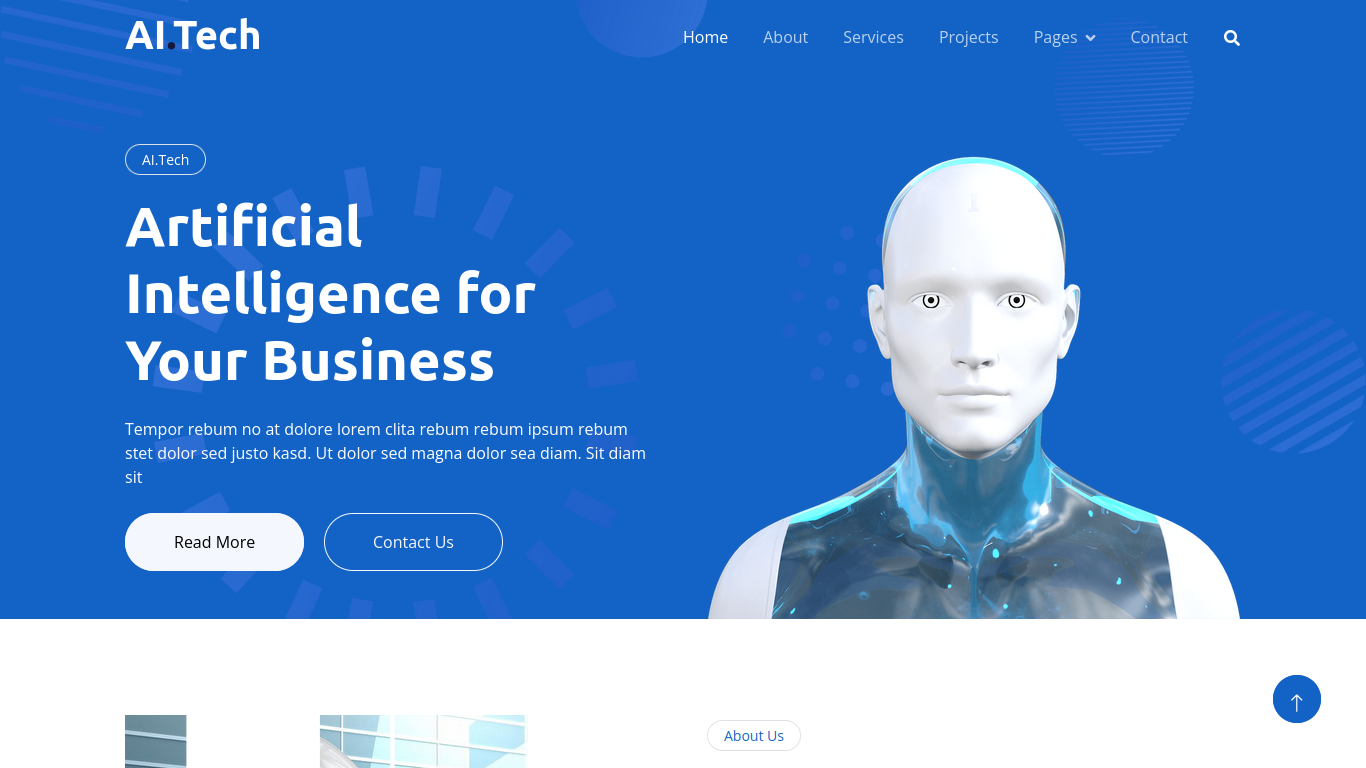 AI.Tech
Home About Services Projects Pages Contact
AI.Tech
Artificial
Intelligence for
Your Business
Tempor rebum no at dolore lorem clita rebum rebum ipsum rebum
stet dolor sed justo kasd. Ut dolor sed magna dolor sea diam. Sit diam
sit
Read More Contact Us
About Us